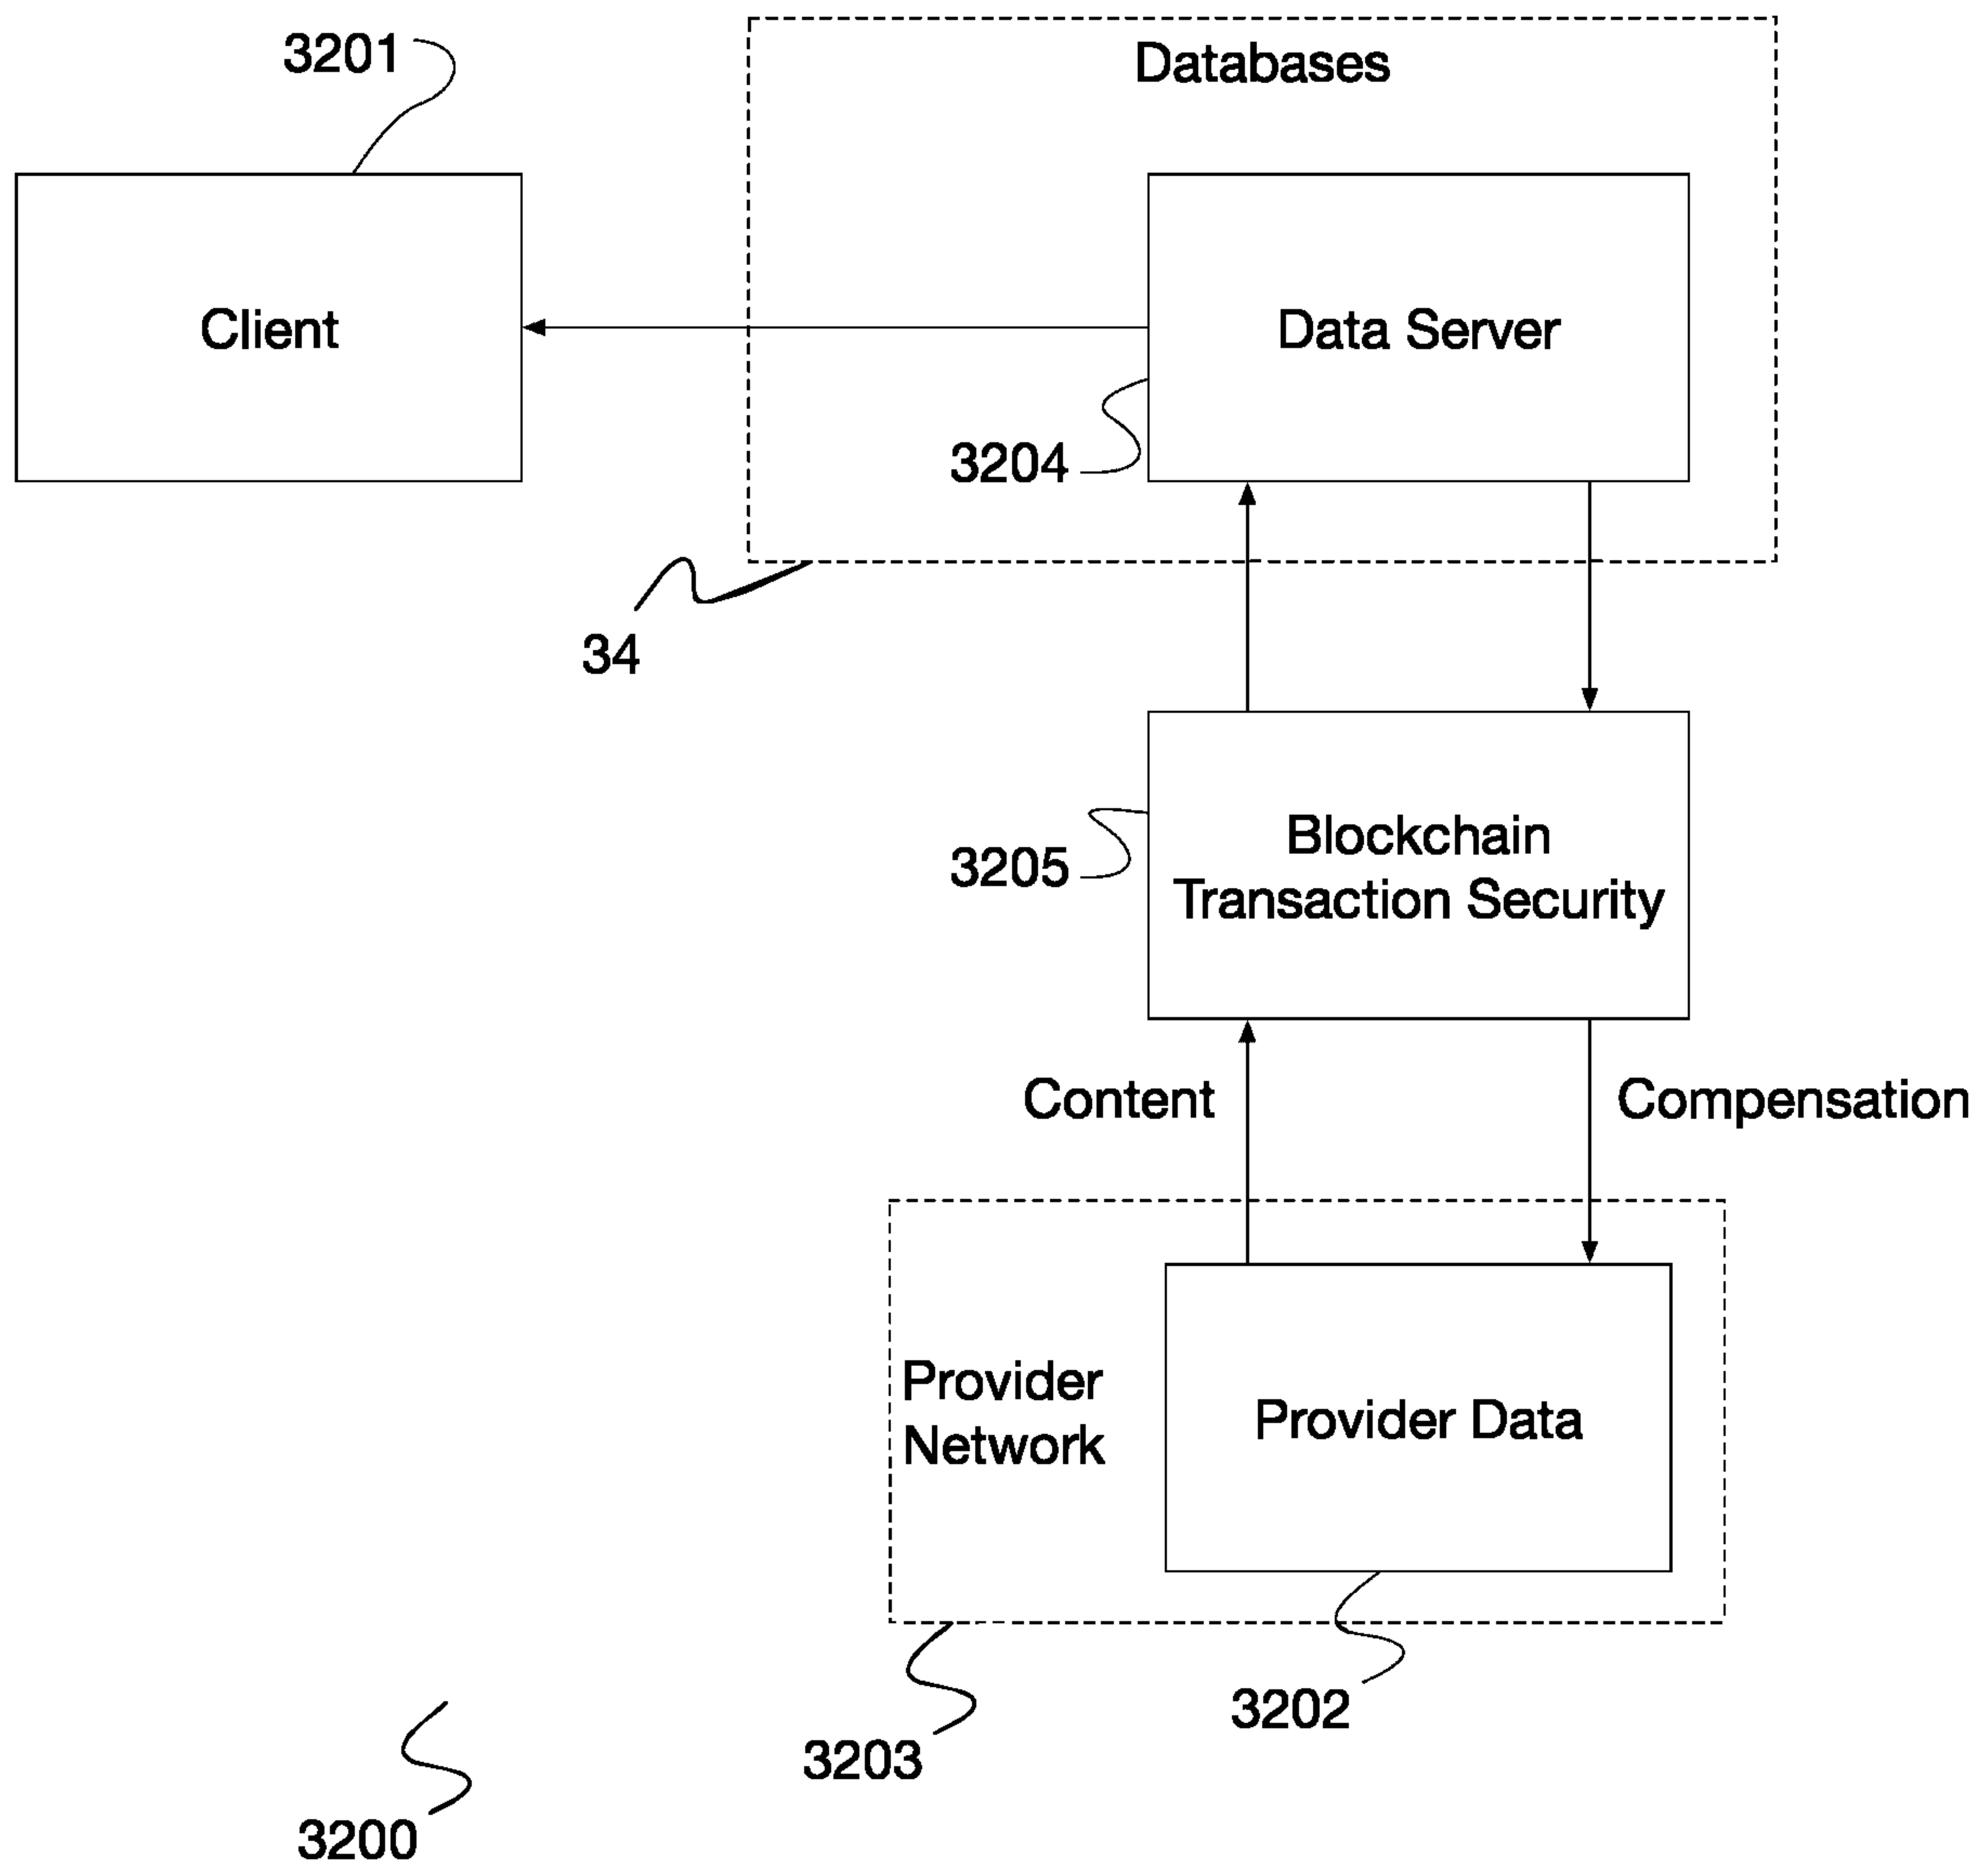 3201
Databases
Client
Data Server
3204
34
Blockchain
Transaction Security
3205
Content
Compensation
Provider
Network
Provider Data
3202
3203
3200